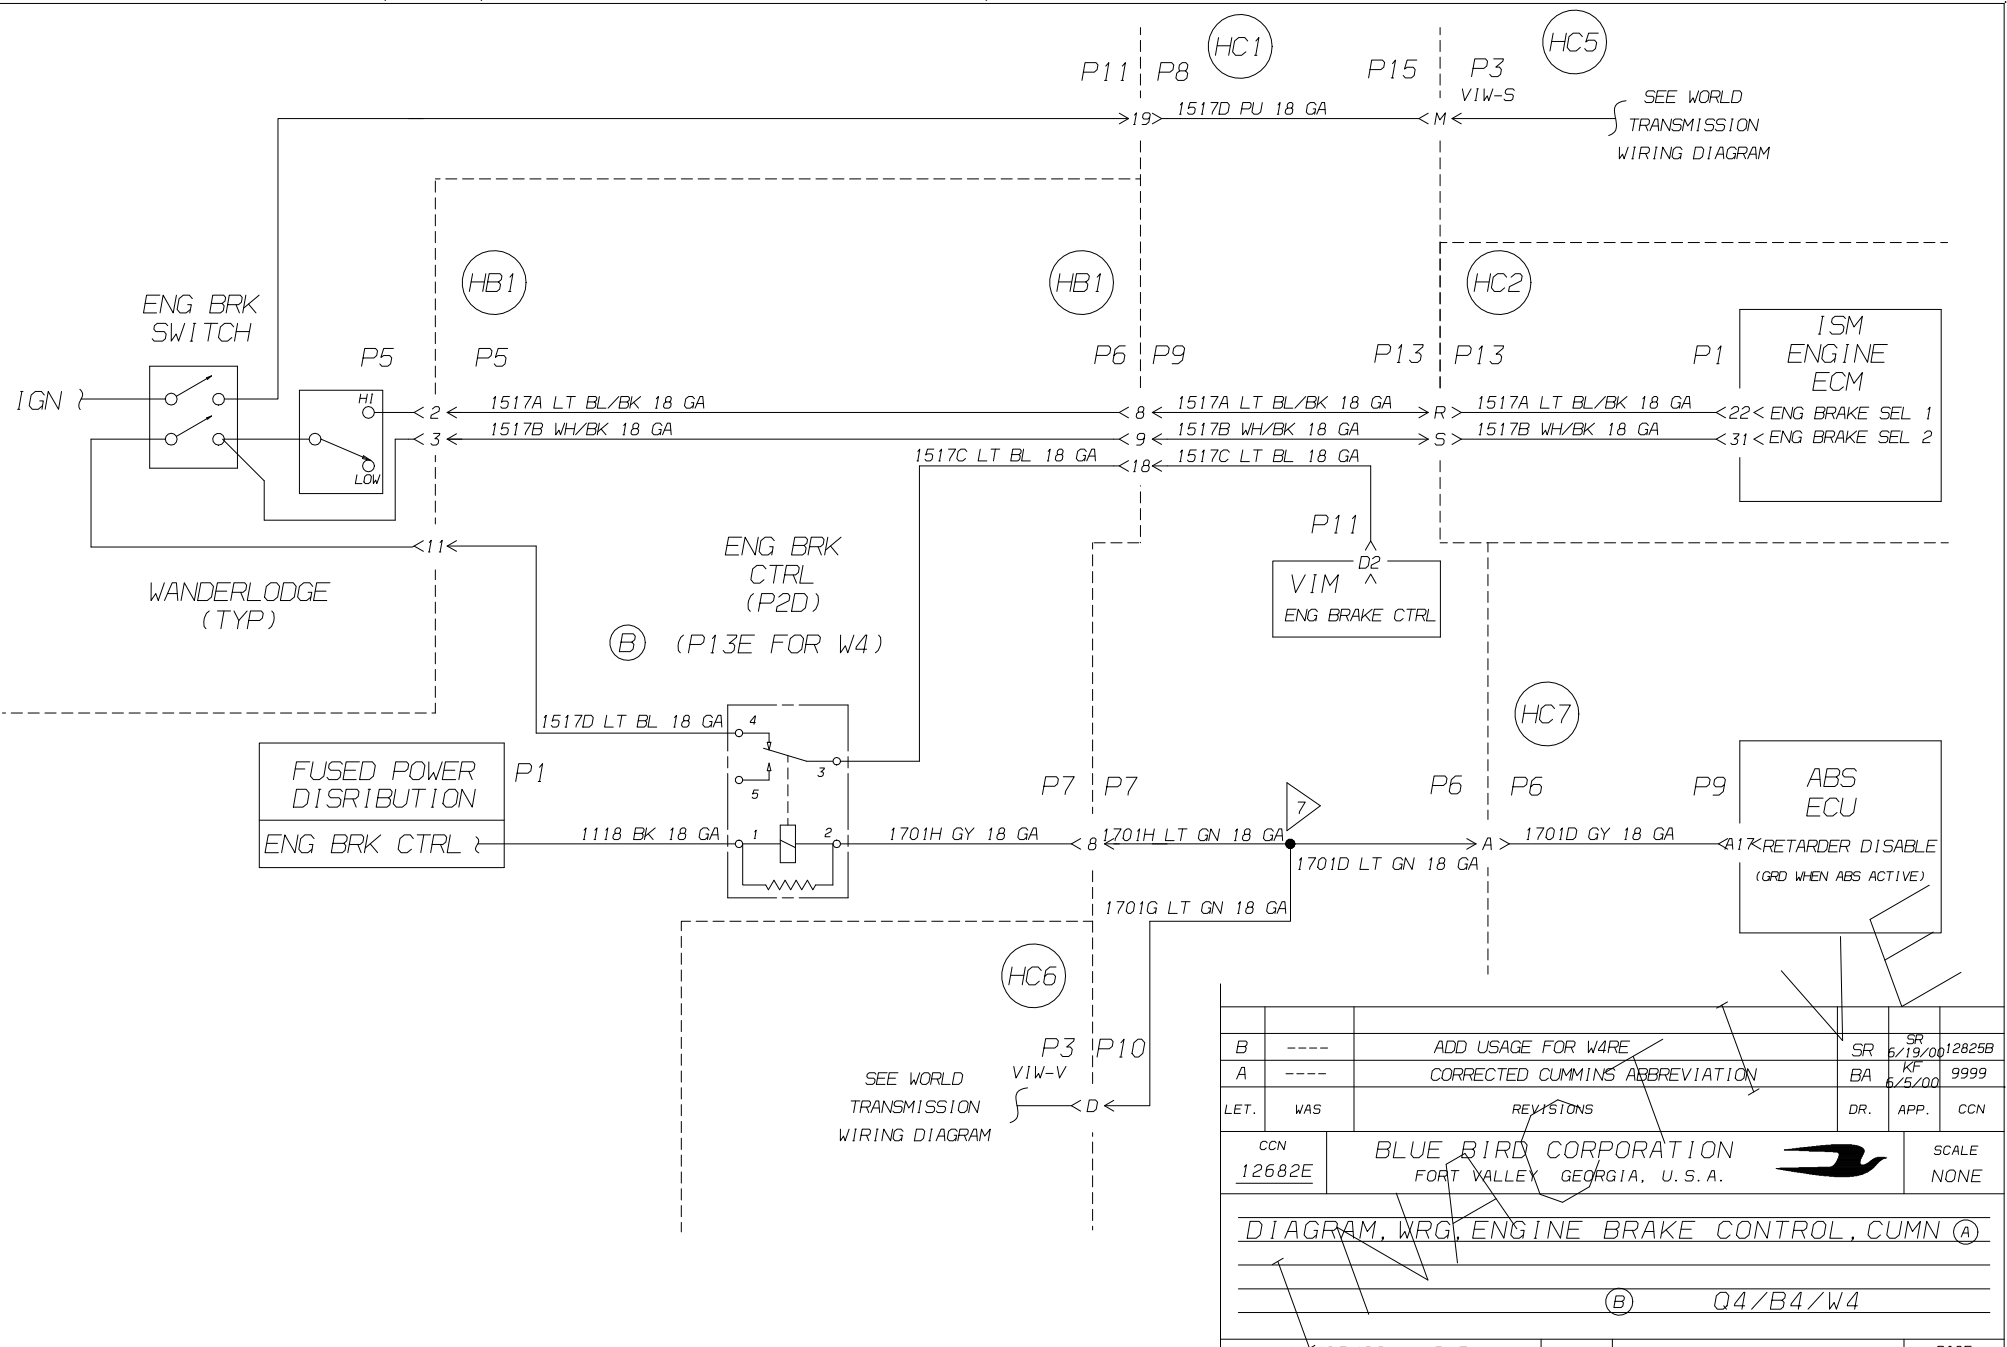 HC1
HC5
P11
P8
P15
P3
VIW-S
1517D PU 18 GA
19
M
SEE WORLD
TRANSMISSION
WIRING DIAGRAM
ENG BRK
SWITCH
HB1
HB1
HC2
P5
P5
P6
P9
P13
P13
P1
ISM
ENGINE
ECM
IGN
HI
LOW
2
1517A LT BL/BK 18 GA
8
1517A LT BL/BK 18 GA
R
1517A LT BL/BK 18 GA
22
ENG BRAKE SEL 1
3
1517B WH/BK 18 GA
9
1517B WH/BK 18 GA
S
1517B WH/BK 18 GA
31
ENG BRAKE SEL 2
1517C LT BL 18 GA
18
1517C LT BL 18 GA
11
P11
D2
VIM
ENG BRAKE CTRL
WANDERLODGE
(TYP)
ENG BRK
CTRL
(P2D)
B
(P13E FOR W4)
HC7
1517D LT BL 18 GA
4
3
5
1
2
FUSED POWER
DISRIBUTION
P1
ENG BRK CTRL
1118 BK 18 GA
1701H GY 18 GA
P7
P7
8
1701H LT GN 18 GA
7
1701D LT GN 18 GA
P6
P6
A
1701D GY 18 GA
P9
ABS
ECU
A17
RETARDER DISABLE
(GRD WHEN ABS ACTIVE)
1701G LT GN 18 GA
HC6
P3
P10
VIW-V
SEE WORLD
TRANSMISSION
WIRING DIAGRAM
D
B ---- ADD USAGE FOR W4RE SR SR 6/19/00 12825B
A ---- CORRECTED CUMMINS ABBREVIATION BA KF 6/5/00 9999
LET. WAS REVISIONS DR. APP. CCN
CCN
12682E
BLUE BIRD CORPORATION
FORT VALLEY GEORGIA, U.S.A.
SCALE
NONE
DIAGRAM, WRG, ENGINE BRAKE CONTROL, CUMN A
B Q4/B4/W4